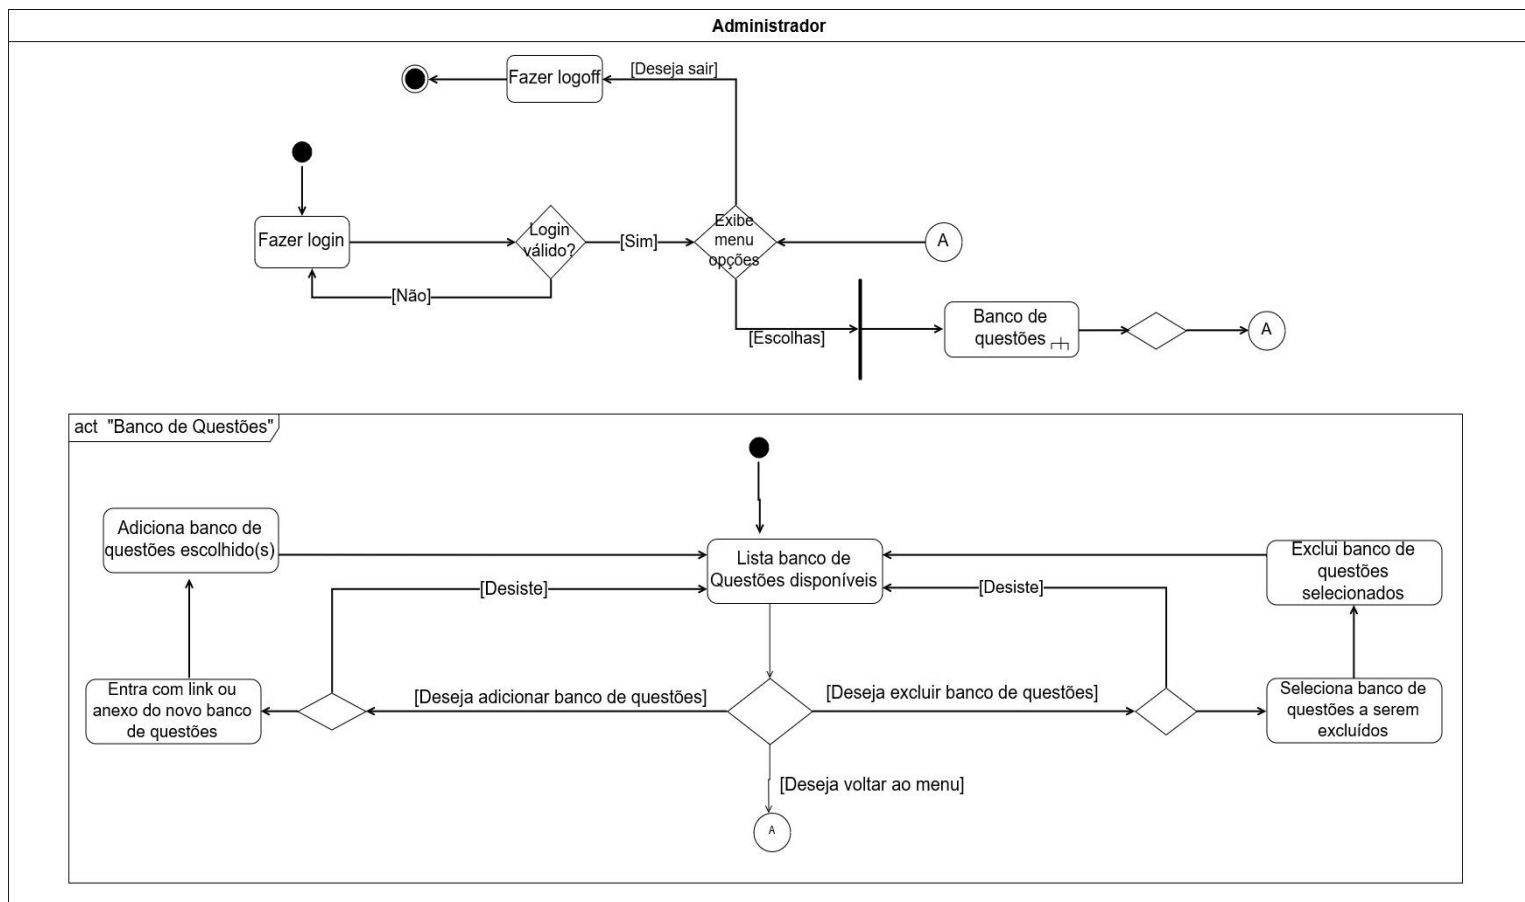 Administrador
Fazer logoff
[Deseja sair]
Fazer login
Login
válido?
[Sim]
Exibe
menu
opções
A
[Não]
[Escolhas]
Banco de
questões
A
act "Banco de Questões"
Adiciona banco de
questões escolhido(s)
Lista banco de
Questões disponíveis
Exclui banco de
questões
selecionados
[Desiste]
[Desiste]
Entra com link ou
anexo do novo banco
de questões
[Deseja adicionar banco de questões]
[Deseja excluir banco de questões]
Seleciona banco de
questões a serem
excluídos
[Deseja voltar ao menu]
A